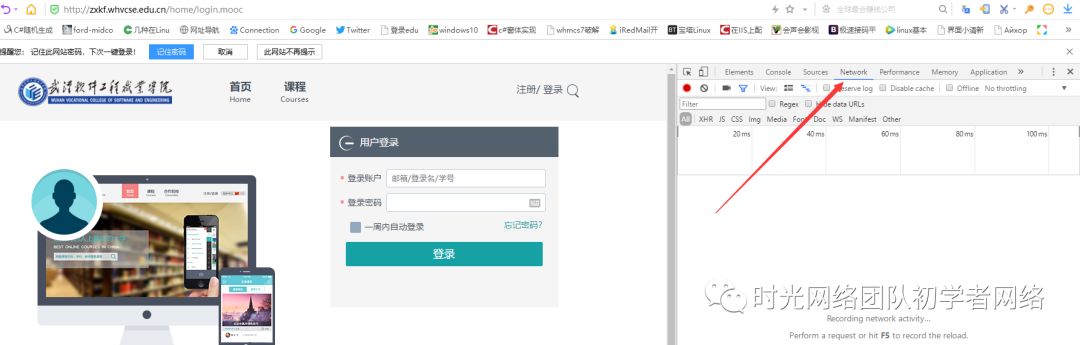 http://zxkf.whvcse.edu.cn/home/login.mooc 全球最会赚钱公司
C#随机生成 ford-midco 几种在Linu 网址导航 Connection Google Twitter 登录edu windows10 c#窗体实现 whmcs7破解 iRedMail开 BT 宝塔Linux 在IIS上配 会声会影视 极速接码平 linux基本 界面小清新 Айхор
提醒您: 记住此网站密码，下次一键登录! 记住密码 取消 此网站不再提示
武汉软件工程职业学院
WUHAN VOCATIONAL COLLEGE OF SOFTWARE AND ENGINEERING
首页 课程
Home Courses
注册/ 登录
用户登录
* 登录账户 邮箱/登录名/学号
* 登录密码
一周内自动登录 忘记密码?
登录
BEST ONLINE COURSES IN CHINA
Elements Console Sources Network Performance Memory Application »
View: Preserve log Disable cache Offline No throttling
Filter Regex Hide data URLs
All XHR JS CSS Img Media Font Doc WS Manifest Other
20 ms 40 ms 60 ms 80 ms 100 ms
时光网络团队初学者网络
Recording network activity...
Perform a request or hit F5 to record the reload.